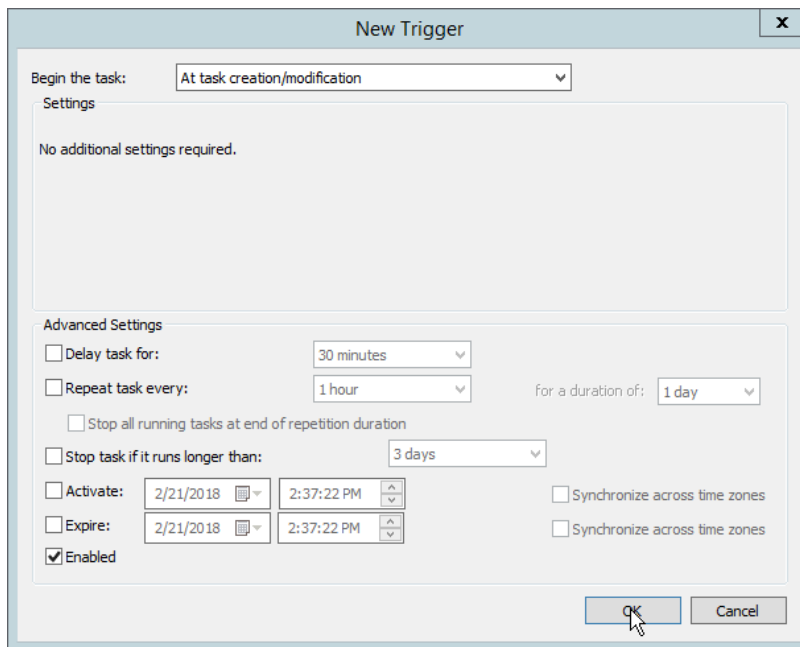 New Trigger
x
Begin the task: At task creation/modification
Settings
No additional settings required.
Advanced Settings
Delay task for: 30 minutes
Repeat task every: 1 hour for a duration of: 1 day
Stop all running tasks at end of repetition duration
Stop task if it runs longer than: 3 days
Activate: 2/21/2018 2:37:22 PM Synchronize across time zones
Expire: 2/21/2018 2:37:22 PM Synchronize across time zones
Enabled
OK Cancel